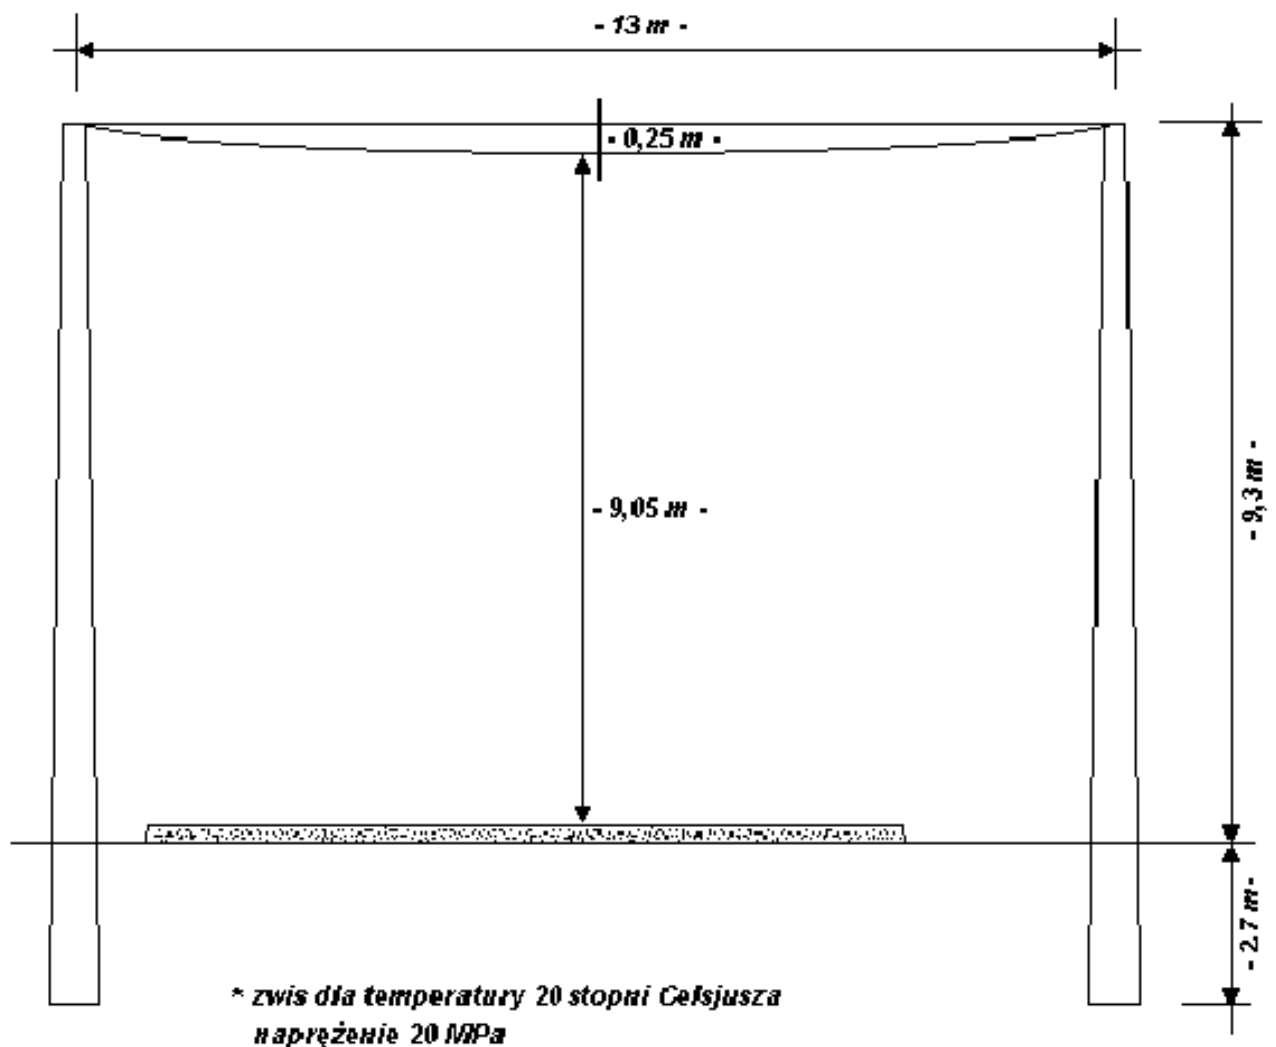 - 13 m -
- 0,25 m -
- 9,05 m -
- 9,3 m -
- 2.7 m -
* zwis dla temperatury 20 stopni Celsjusza
naprężenie 20 MPa